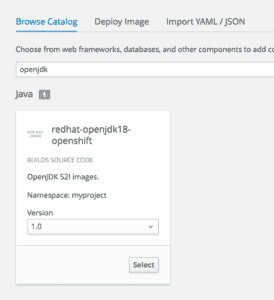 Browse Catalog Deploy Image Import YAML / JSON
Choose from web frameworks, databases, and other components to add
openjdk
Java 1
redhat-openjdk18-
openshift
BUILDS SOURCE CODE
OpenJDK S2I images.
Namespace: myproject
Version
1.0
Select